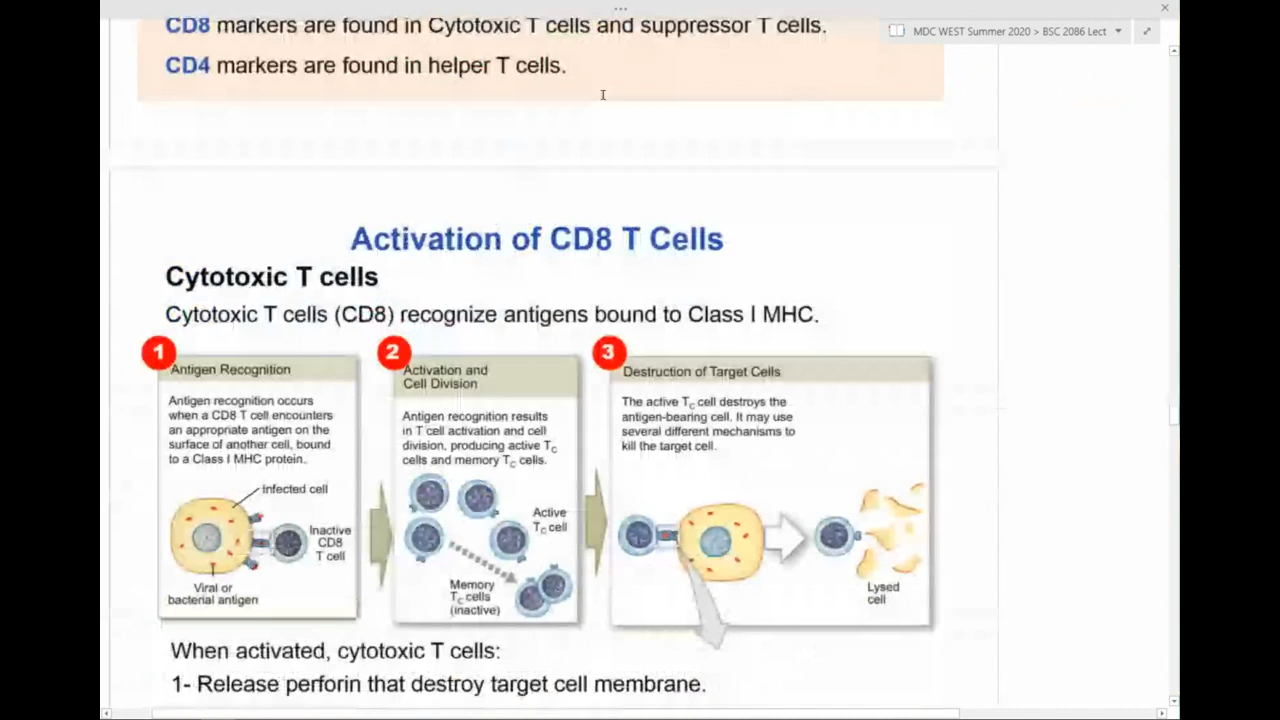 CD8 markers are found in Cytotoxic T cells and suppressor T cells.
MDC WEST Summer 2020 > BSC 2086 Lect
CD4 markers are found in helper T cells.
Activation of CD8 T Cells
Cytotoxic T cells
Cytotoxic T cells (CD8) recognize antigens bound to Class I MHC.
1
Antigen Recognition
Antigen recognition occurs
when a CD8 T cell encounters
an appropriate antigen on the
surface of another cell, bound
to a Class I MHC protein.
Infected cell
Inactive
CD8
T cell
Viral or
bacterial antigen
2
Activation and
Cell Division
Antigen recognition results
in T cell activation and cell
division, producing active TC
cells and memory TC cells.
Active
TC cell
Memory
TC cells
(inactive)
3
Destruction of Target Cells
The active TC cell destroys the
antigen-bearing cell. It may use
several different mechanisms to
kill the target cell.
Lysed
cell
When activated, cytotoxic T cells:
1- Release perforin that destroy target cell membrane.